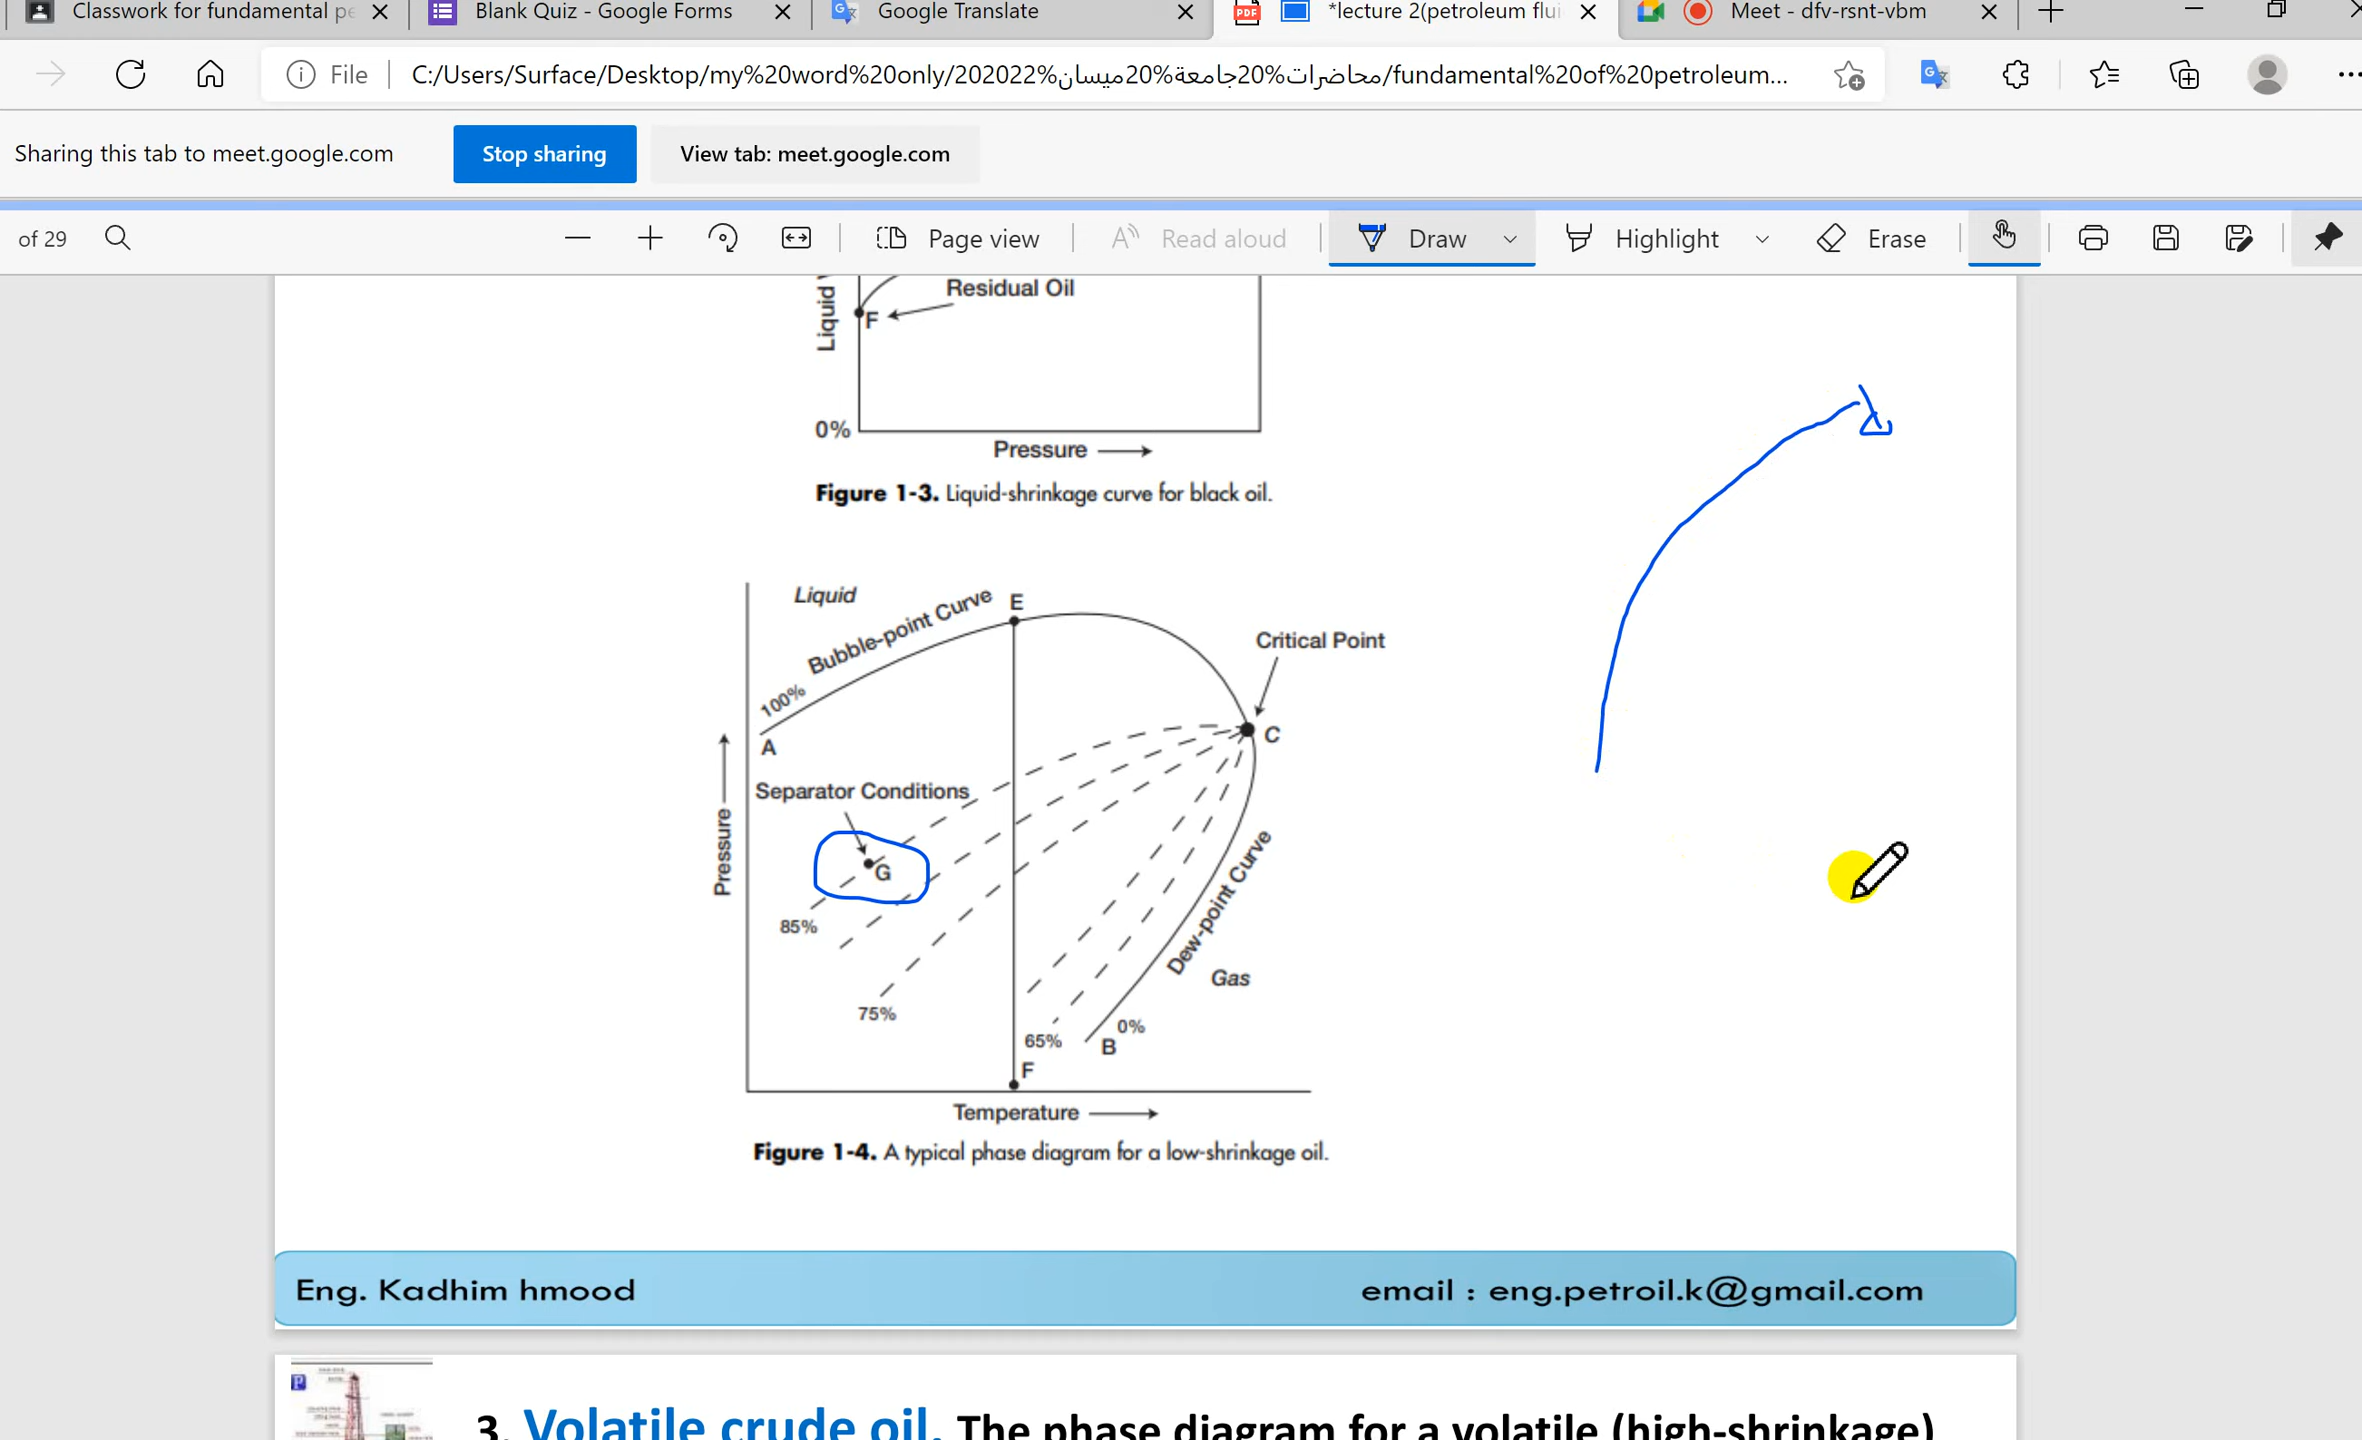 Classwork for fundamental pe
Blank Quiz - Google Forms
Google Translate
*lecture 2(petroleum flui
Meet - dfv-rsnt-vbm
File
C:/Users/Surface/Desktop/my%20word%20only/202022%محاضرات%20جامعة%20ميسان/fundamental%20of%20petroleum...
Sharing this tab to meet.google.com
Stop sharing
View tab: meet.google.com
of 29
Page view
Read aloud
Draw
Highlight
Erase
Residual Oil
Liquid
F
0%
Pressure
Figure 1-3. Liquid-shrinkage curve for black oil.
Liquid
Bubble-point Curve
E
Critical Point
100%
A
C
Separator Conditions
G
Pressure
85%
Dew-point Curve
Gas
75%
65%
0%
B
F
Temperature
Figure 1-4. A typical phase diagram for a low-shrinkage oil.
Eng. Kadhim hmood
email : eng.petroil.k@gmail.com
3. Volatile crude oil. The phase diagram for a volatile (high-shrinkage)